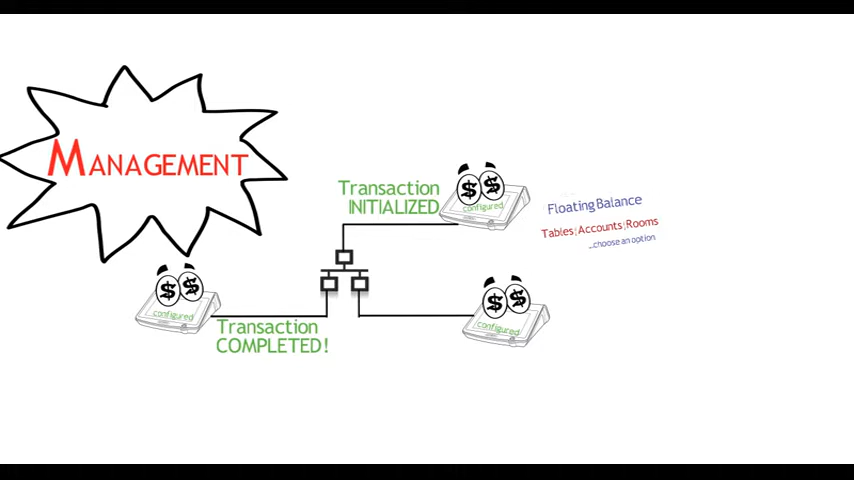 MANAGEMENT
Transaction
INITIALIZED
configured
Floating Balance
Tables;Accounts;Rooms
...choose an option
configured
Transaction
COMPLETED!
configured